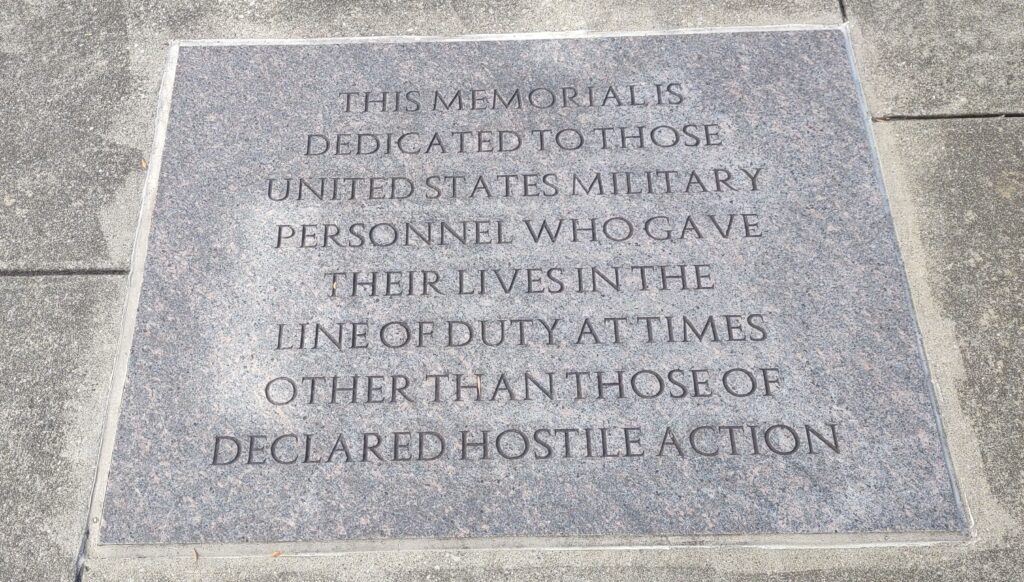 THIS MEMORIAL IS
DEDICATED TO THOSE
UNITED STATES MILITARY
PERSONNEL WHO GAVE
THEIR LIVES IN THE
LINE OF DUTY AT TIMES
OTHER THAN THOSE OF
DECLARED HOSTILE ACTION